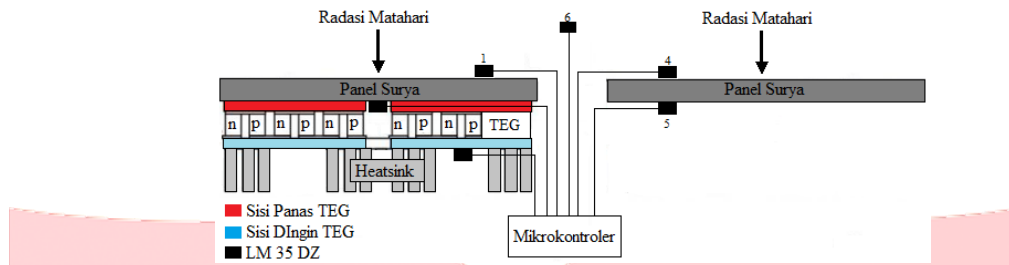 Radasi Matahari
6
Radasi Matahari
1
4
Panel Surya
Panel Surya
5
n p n p n p n p n p TEG
Heatsink
Sisi Panas TEG
Sisi DIngin TEG
LM 35 DZ
Mikrokontroler